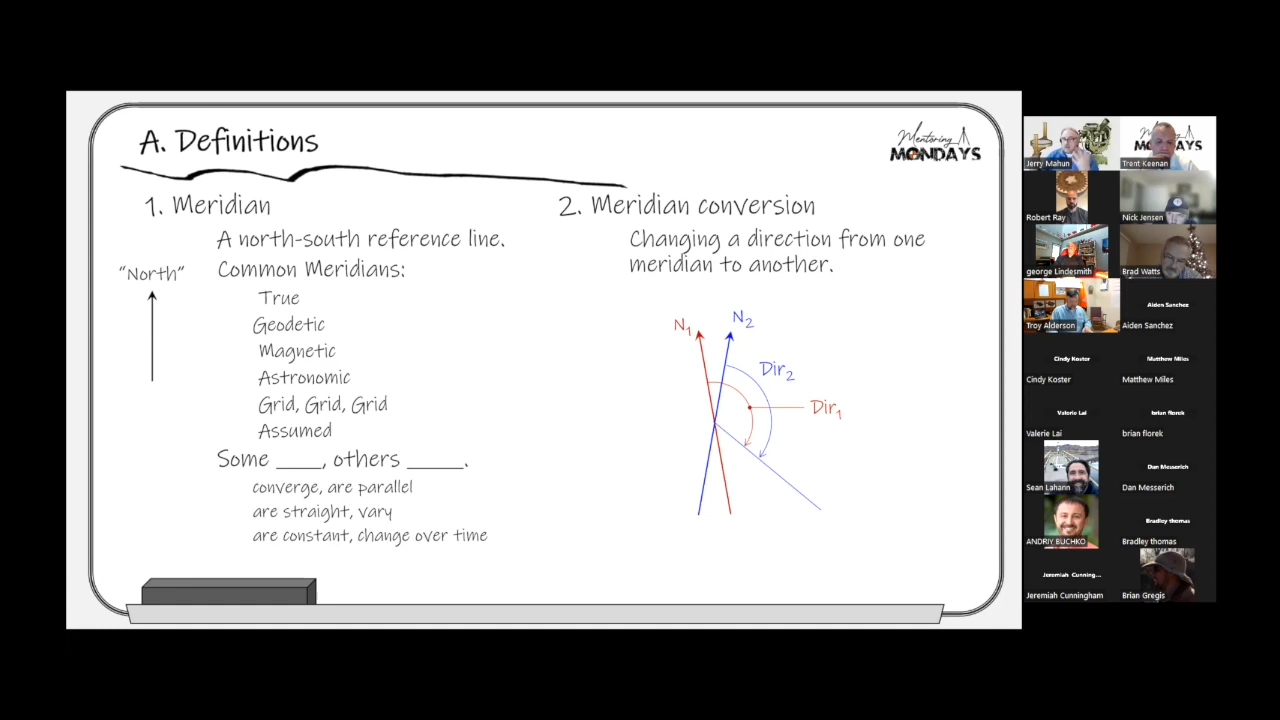 A. Definitions
Mentoring
MONDAYS
1. Meridian
A north-south reference line.
"North"
Common Meridians:
True
Geodetic
Magnetic
Astronomic
Grid, Grid, Grid
Assumed
Some ____, others _____.
converge, are parallel
are straight, vary
are constant, change over time
2. Meridian conversion
Changing a direction from one
meridian to another.
N1
N2
Dir2
Dir1
Jerry Mahun
Mentoring
MONDAYS
Trent Keenan
Robert Ray
Nick Jensen
george Lindesmith
Brad Watts
Troy Alderson
Aiden Sanchez
Aiden Sanchez
Cindy Koster
Cindy Koster
Matthew Miles
Matthew Miles
Valerie Lai
Valerie Lai
brian florek
brian florek
Sean Lahann
Dan Messerich
Dan Messerich
ANDRIY BUCHKO
Bradley thomas
Bradley thomas
Jeremiah Cunning...
Jeremiah Cunningham
Brian Gregis